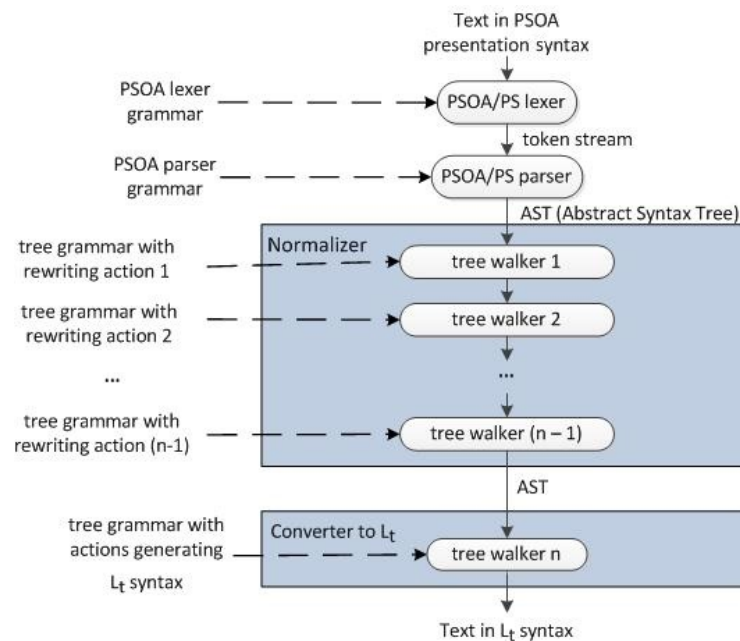 Text in PSOA
presentation syntax
PSOA lexer
grammar
PSOA/PS lexer
token stream
PSOA parser
grammar
PSOA/PS parser
AST (Abstract Syntax Tree)
Normalizer
tree grammar with
rewriting action 1
tree walker 1
tree grammar with
rewriting action 2
tree walker 2
...
...
tree grammar with
rewriting action (n-1)
tree walker (n – 1)
AST
tree grammar with
actions generating
Lt syntax
Converter to Lt
tree walker n
Text in Lt syntax